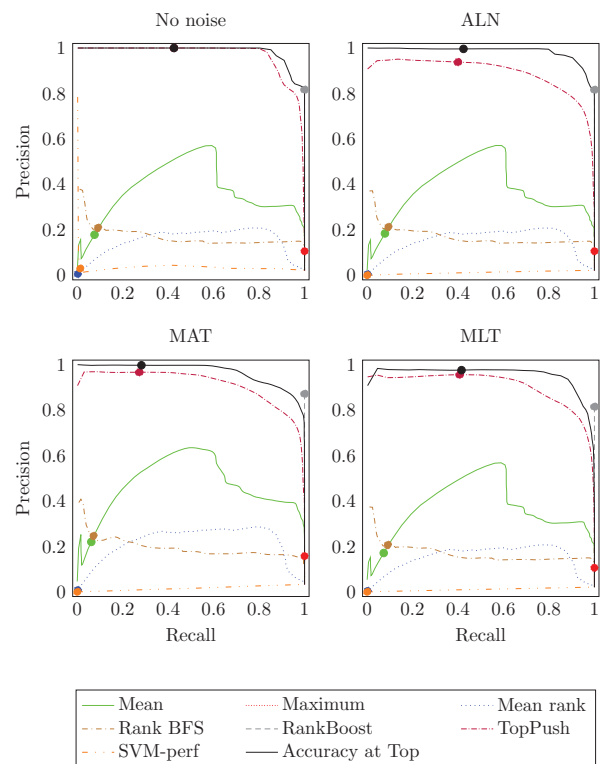 No noise
ALN
Precision
1
0.8
0.6
0.4
0.2
0
0 0.2 0.4 0.6 0.8 1
1
0.8
0.6
0.4
0.2
0
0 0.2 0.4 0.6 0.8 1
MAT
MLT
Precision
1
0.8
0.6
0.4
0.2
0
0 0.2 0.4 0.6 0.8 1
Recall
1
0.8
0.6
0.4
0.2
0
0 0.2 0.4 0.6 0.8 1
Recall
Mean Maximum Mean rank
Rank BFS RankBoost TopPush
SVM-perf Accuracy at Top